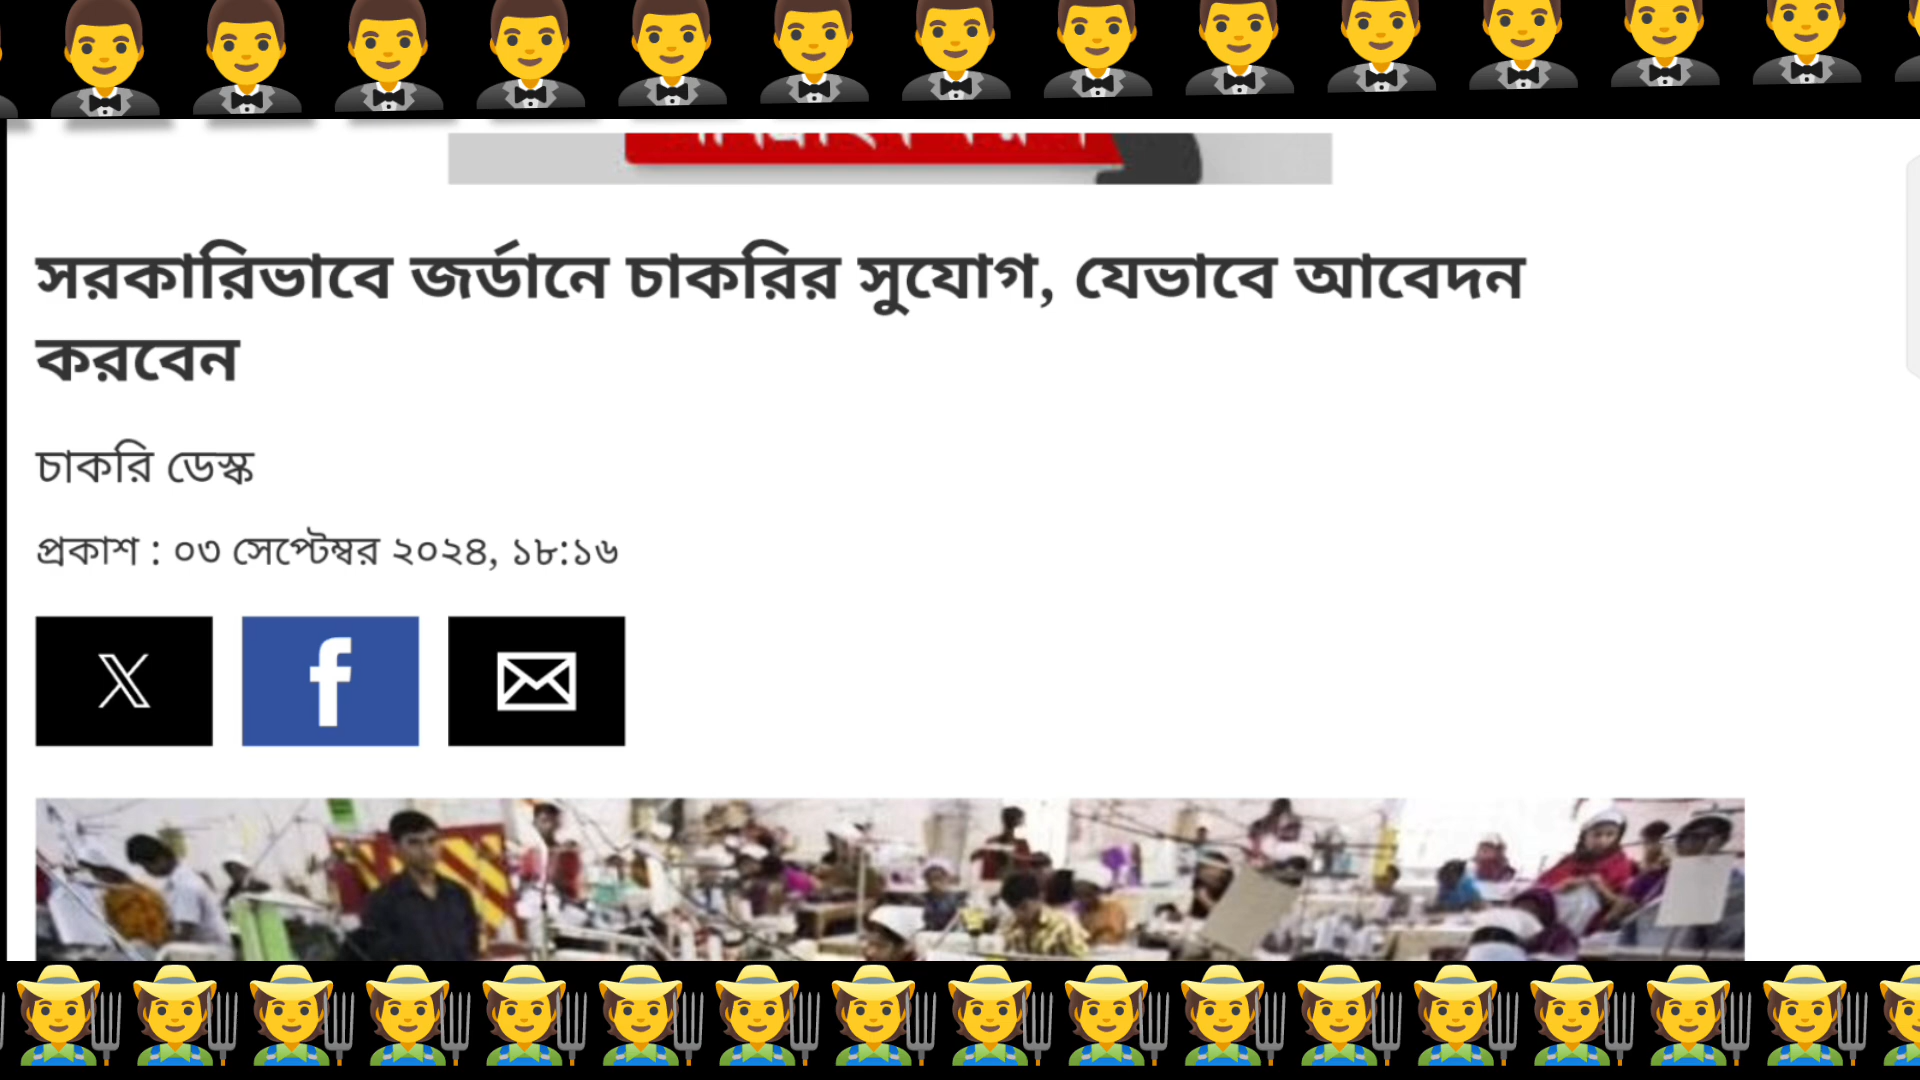 সরকারিভাবে জর্ডানে চাকরির সুযোগ, যেভাবে আবেদন
করবেন
চাকরি ডেস্ক
প্রকাশ : ০৩ সেপ্টেম্বর ২০২৪, ১৮:১৬